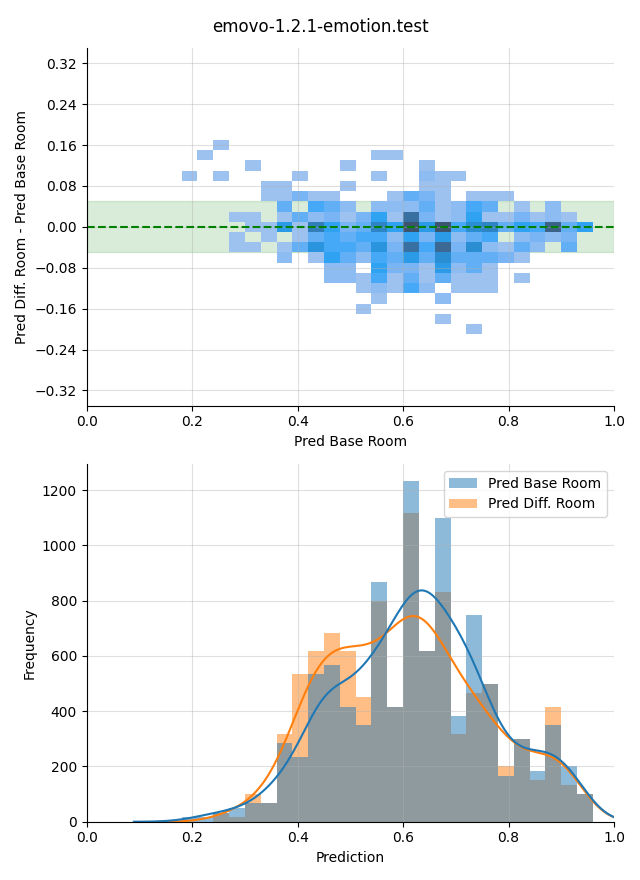 emovo-1.2.1-emotion.test
Pred Diff. Room - Pred Base Room
0.32
0.24
0.16
0.08
0.00
−0.08
−0.16
−0.24
−0.32
0.0 0.2 0.4 0.6 0.8 1.0
Pred Base Room
Frequency
1200
1000
800
600
400
200
0
Pred Base Room
Pred Diff. Room
0.0 0.2 0.4 0.6 0.8 1.0
Prediction